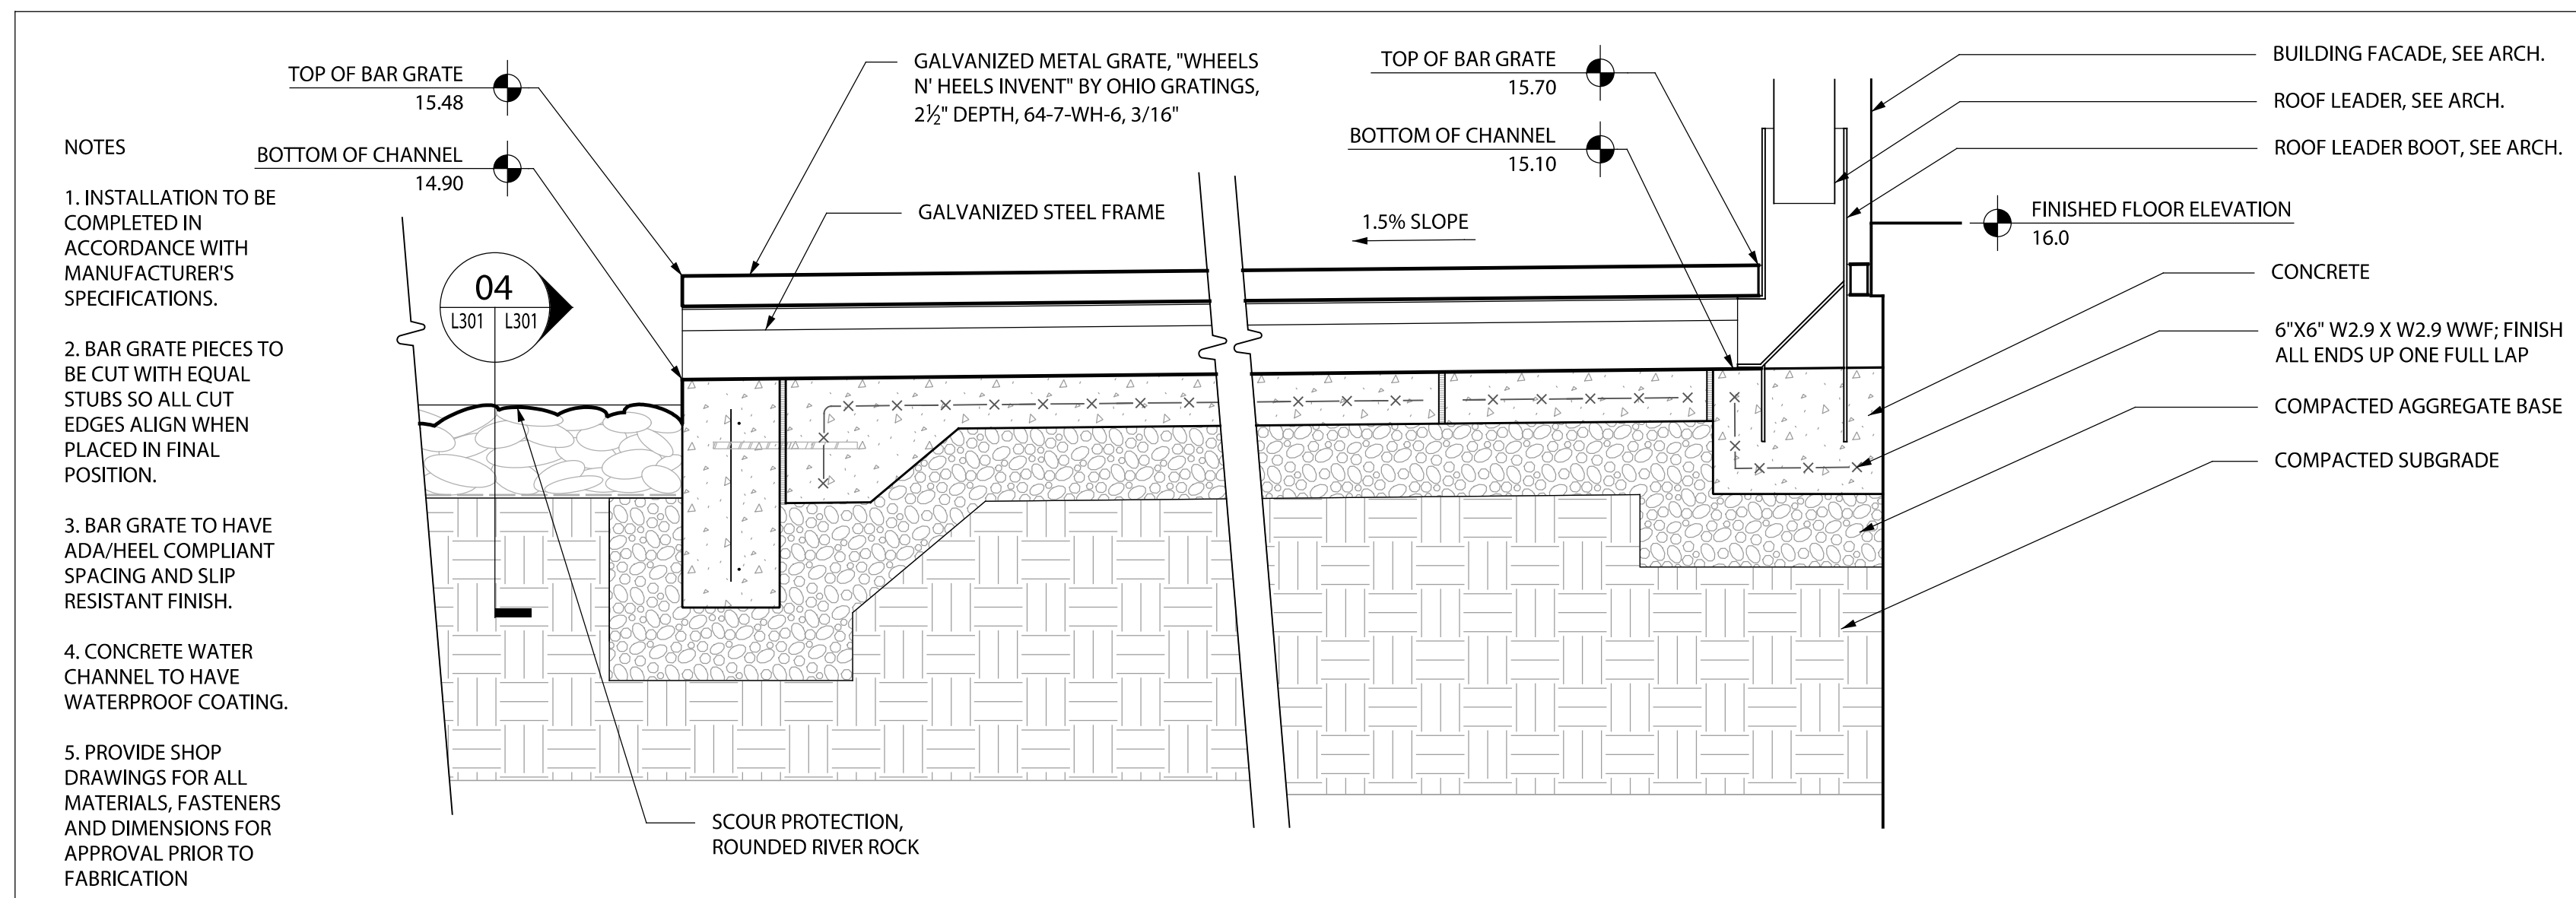 TOP OF BAR GRATE
15.48
BOTTOM OF CHANNEL
14.90
NOTES
1. INSTALLATION TO BE
COMPLETED IN
ACCORDANCE WITH
MANUFACTURER'S
SPECIFICATIONS.
2. BAR GRATE PIECES TO
BE CUT WITH EQUAL
STUBS SO ALL CUT
EDGES ALIGN WHEN
PLACED IN FINAL
POSITION.
3. BAR GRATE TO HAVE
ADA/HEEL COMPLIANT
SPACING AND SLIP
RESISTANT FINISH.
4. CONCRETE WATER
CHANNEL TO HAVE
WATERPROOF COATING.
5. PROVIDE SHOP
DRAWINGS FOR ALL
MATERIALS, FASTENERS
AND DIMENSIONS FOR
APPROVAL PRIOR TO
FABRICATION
04
L301 L301
GALVANIZED METAL GRATE, "WHEELS
N' HEELS INVENT" BY OHIO GRATINGS,
2½" DEPTH, 64-7-WH-6, 3/16"
GALVANIZED STEEL FRAME
TOP OF BAR GRATE
15.70
BOTTOM OF CHANNEL
15.10
1.5% SLOPE
SCOUR PROTECTION,
ROUNDED RIVER ROCK
BUILDING FACADE, SEE ARCH.
ROOF LEADER, SEE ARCH.
ROOF LEADER BOOT, SEE ARCH.
FINISHED FLOOR ELEVATION
16.0
CONCRETE
6"X6" W2.9 X W2.9 WWF; FINISH
ALL ENDS UP ONE FULL LAP
COMPACTED AGGREGATE BASE
COMPACTED SUBGRADE